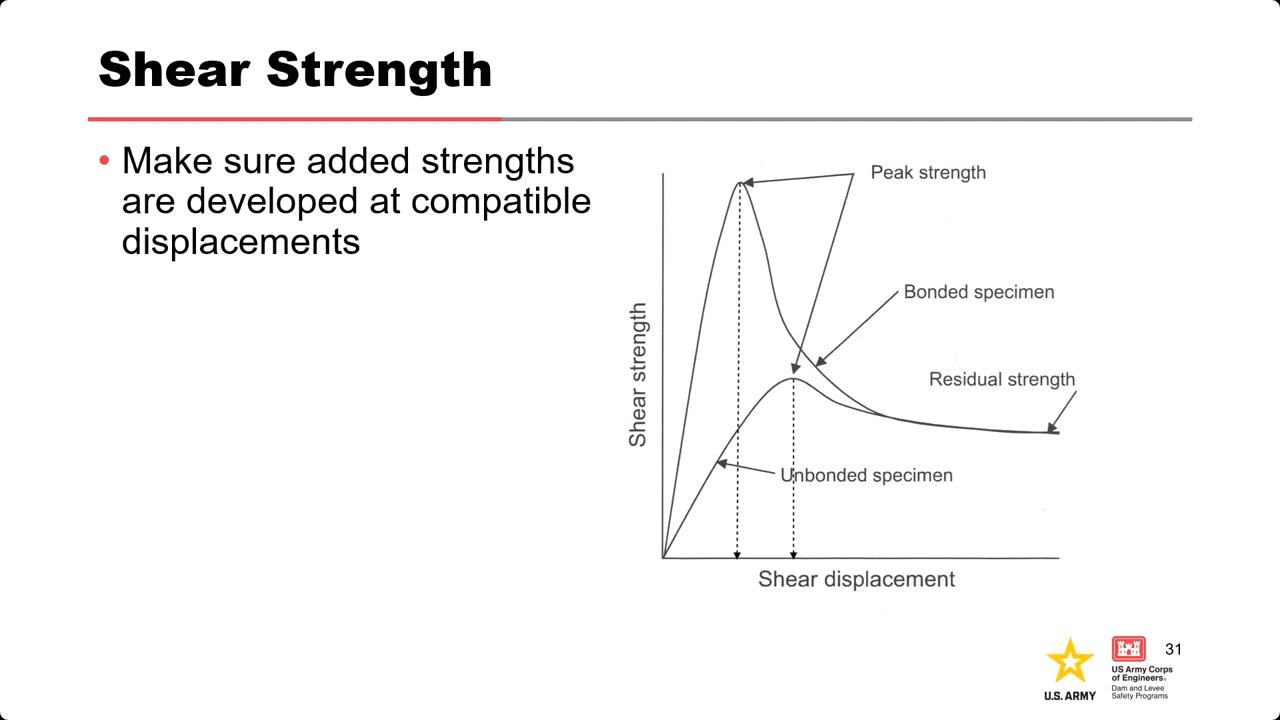 Shear Strength
• Make sure added strengths
are developed at compatible
displacements
Peak strength
Bonded specimen
Residual strength
Unbonded specimen
Shear strength
Shear displacement
31
U.S. ARMY
US Army Corps
of Engineers®
Dam and Levee
Safety Programs